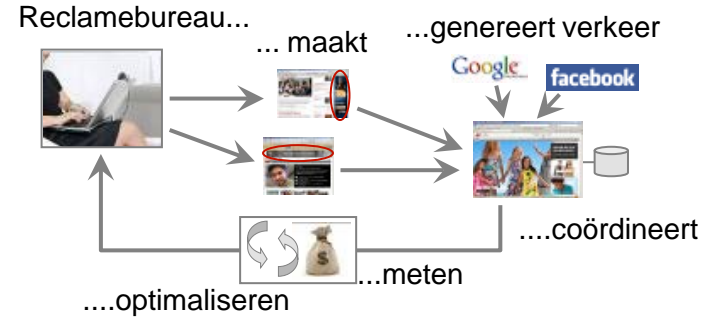 Reclamebureau...
... maakt
...genereert verkeer
Google
facebook
....coördineert
$
...meten
....optimaliseren